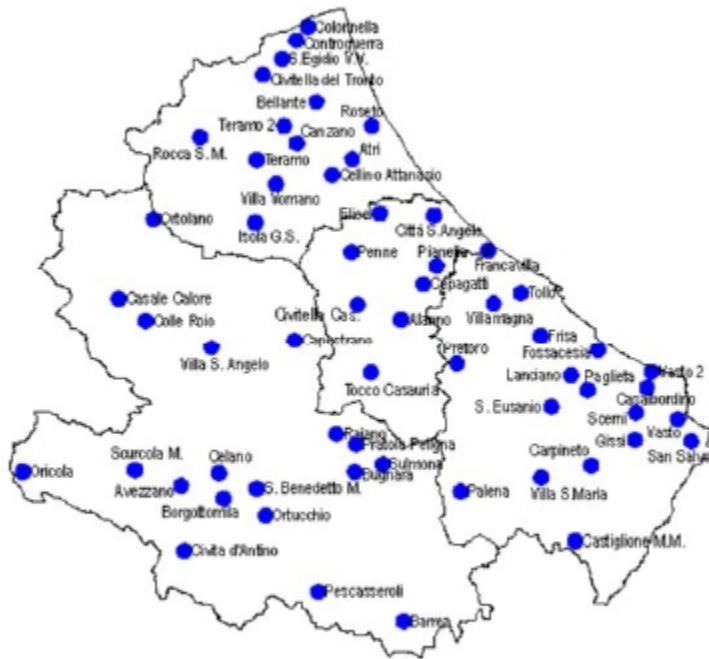 Colonnella
Controguerra
S.Egidio V.V.
Civitella del Tronto
Bellante
Roseto
Teramo 2
Canzano
Rocca S. M.
Teramo
Atri
Cellino Attanasio
Villa Vomano
Ortolano
Isola G.S.
Elice
Città S.Angelo
Penne
Pianella
Francavilla
Cepagatti
Casale Calore
Tollo
Civitella Cas.
Villamagna
Colle Roio
Alanno
Frisa
Capestrano
Fossacesia
Villa S. Angelo
Pretoro
Tocco Casauria
Lanciano
Paglieta
Vasto 2
Casalbordino
S. Eusanio
Scerni
Vasto
Raiano
Pratola Peligna
Gissi
San Salvo
Scurcola M.
Celano
Sulmona
Carpineto
Oricola
Bugnara
Avezzano
S. Benedetto M.
Villa S.Maria
Palena
Borgottomila
Ortucchio
Civita d'Antino
Castiglione M.M.
Pescasseroli
Barrea